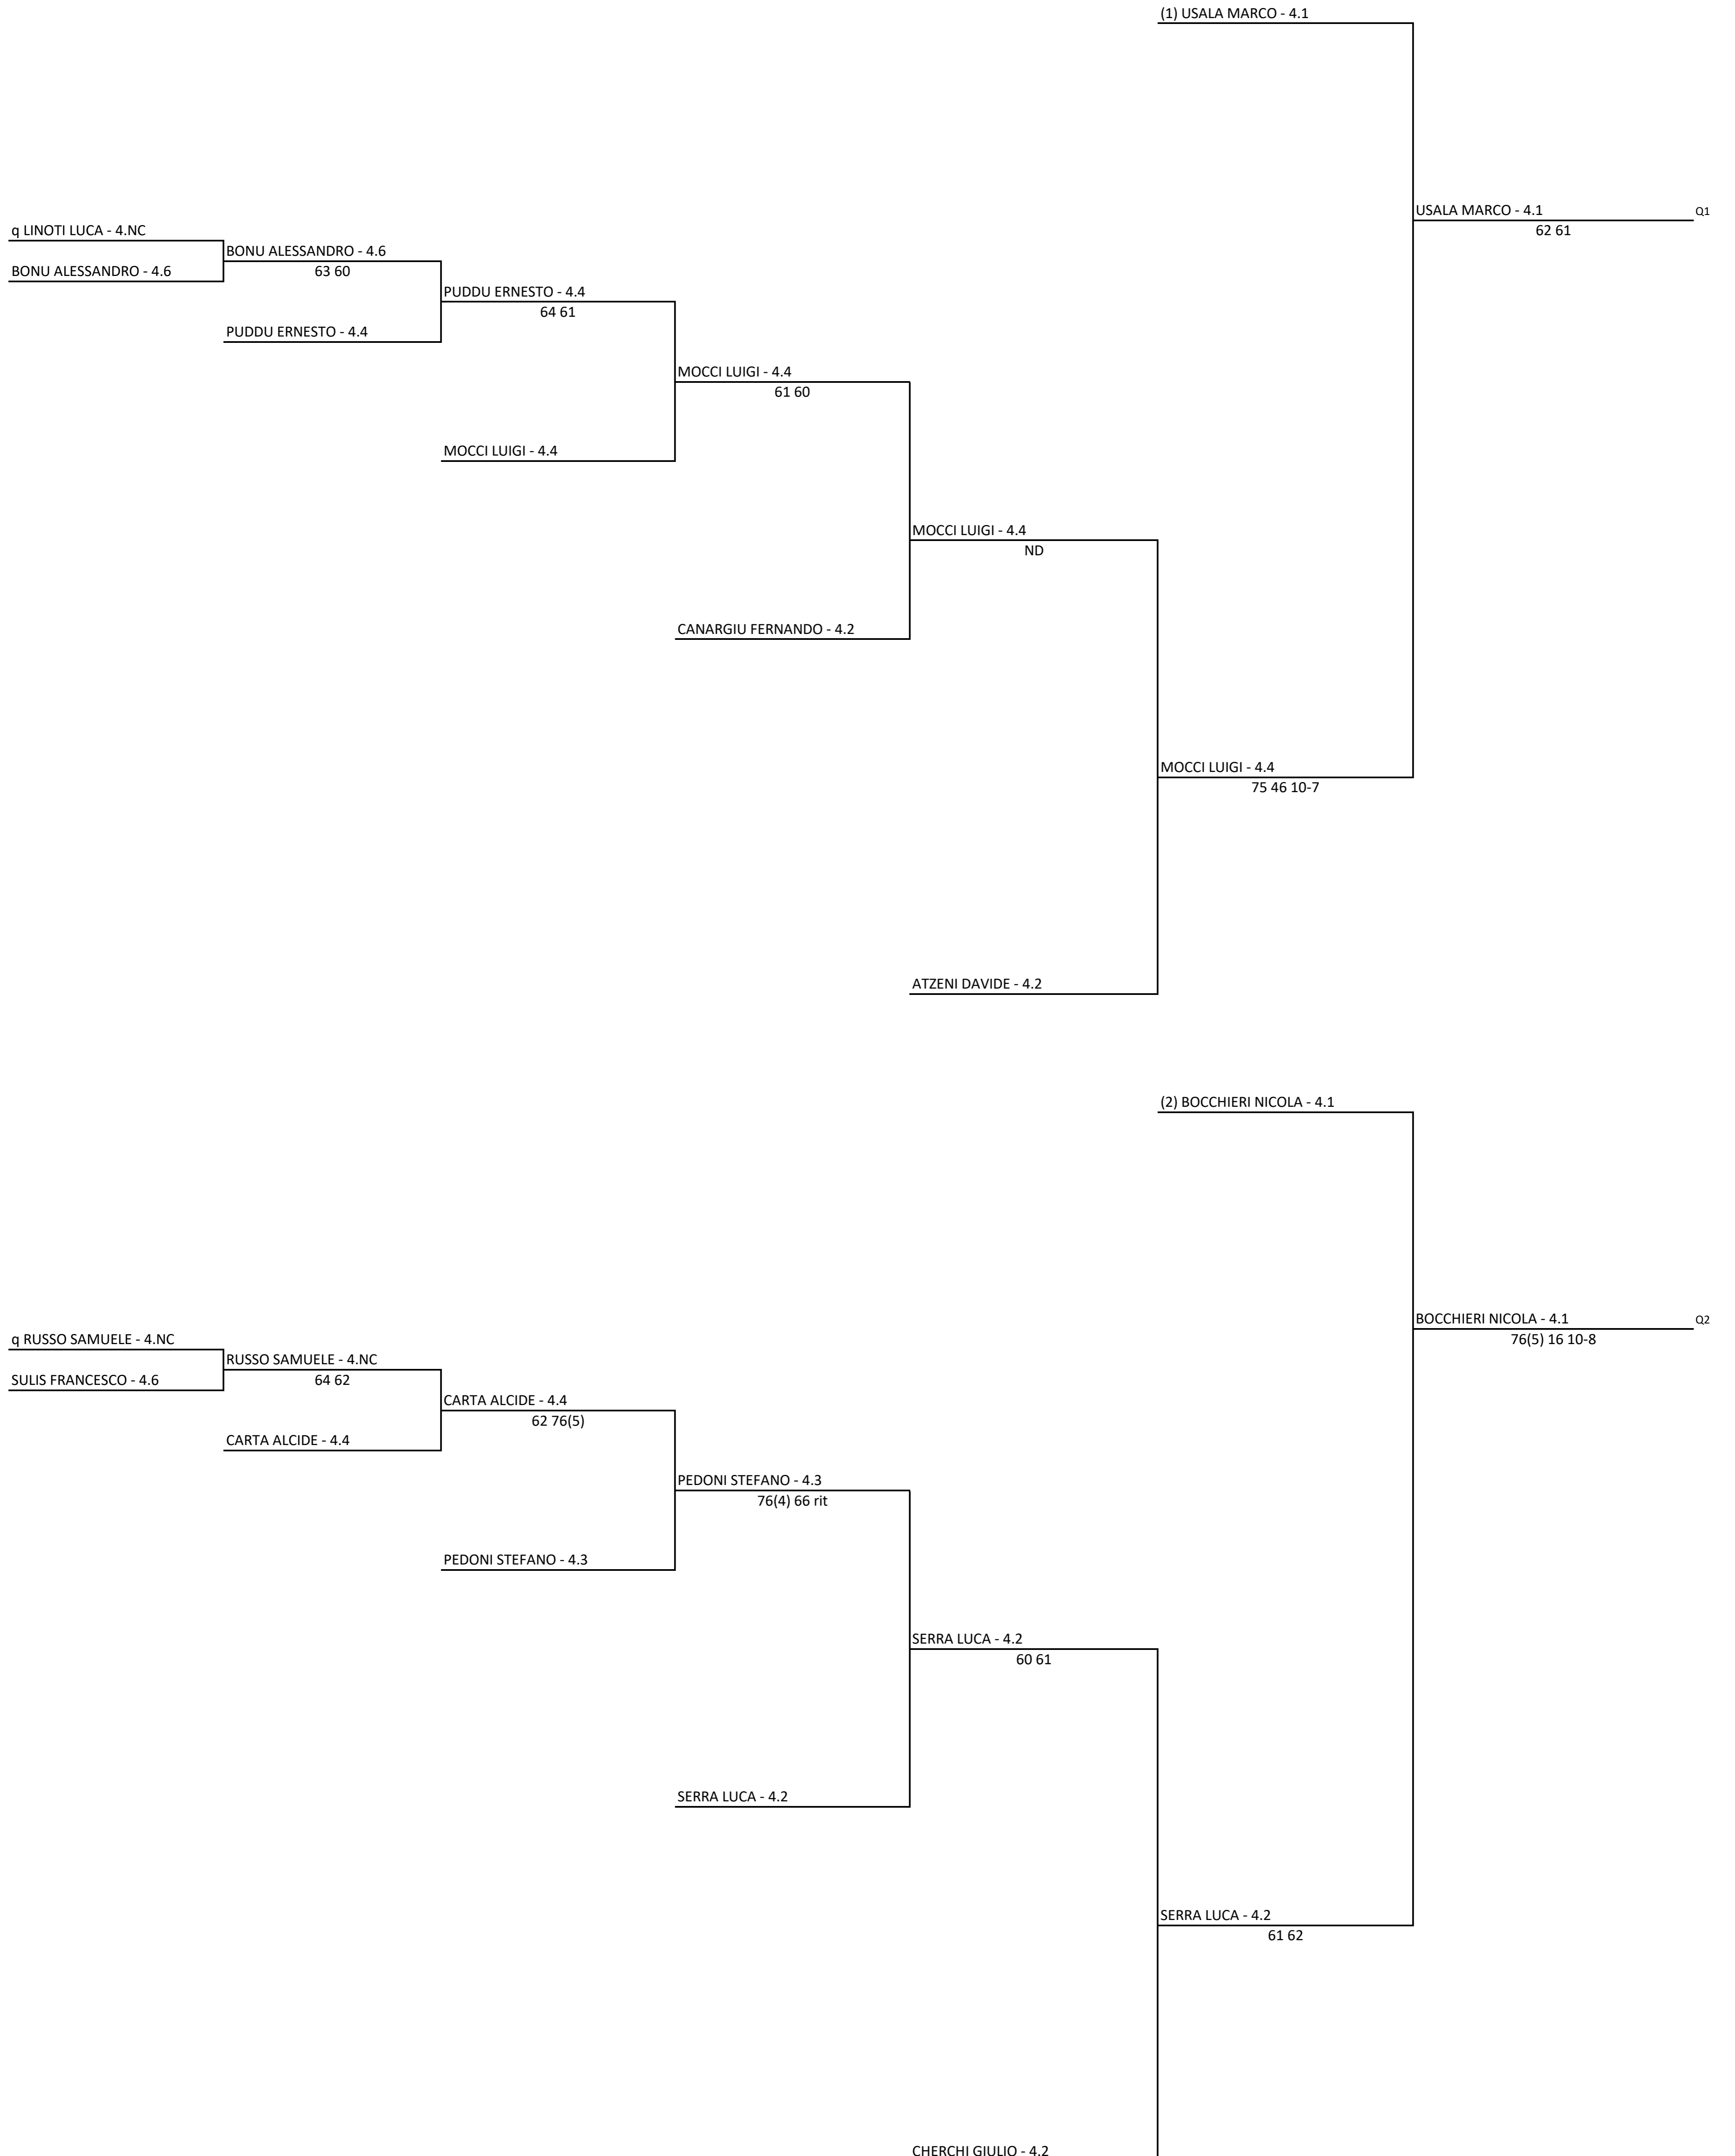 (1) USALA MARCO - 4.1
USALA MARCO - 4.1 Q1
62 61
q LINOTI LUCA - 4.NC
BONU ALESSANDRO - 4.6
63 60
BONU ALESSANDRO - 4.6
PUDDU ERNESTO - 4.4
64 61
PUDDU ERNESTO - 4.4
MOCCI LUIGI - 4.4
61 60
MOCCI LUIGI - 4.4
MOCCI LUIGI - 4.4
ND
CANARGIU FERNANDO - 4.2
MOCCI LUIGI - 4.4
75 46 10-7
ATZENI DAVIDE - 4.2
(2) BOCCHIERI NICOLA - 4.1
BOCCHIERI NICOLA - 4.1 Q2
76(5) 16 10-8
q RUSSO SAMUELE - 4.NC
RUSSO SAMUELE - 4.NC
64 62
SULIS FRANCESCO - 4.6
CARTA ALCIDE - 4.4
62 76(5)
CARTA ALCIDE - 4.4
PEDONI STEFANO - 4.3
76(4) 66 rit
PEDONI STEFANO - 4.3
SERRA LUCA - 4.2
60 61
SERRA LUCA - 4.2
SERRA LUCA - 4.2
61 62
CHERCHI GIULIO - 4.2